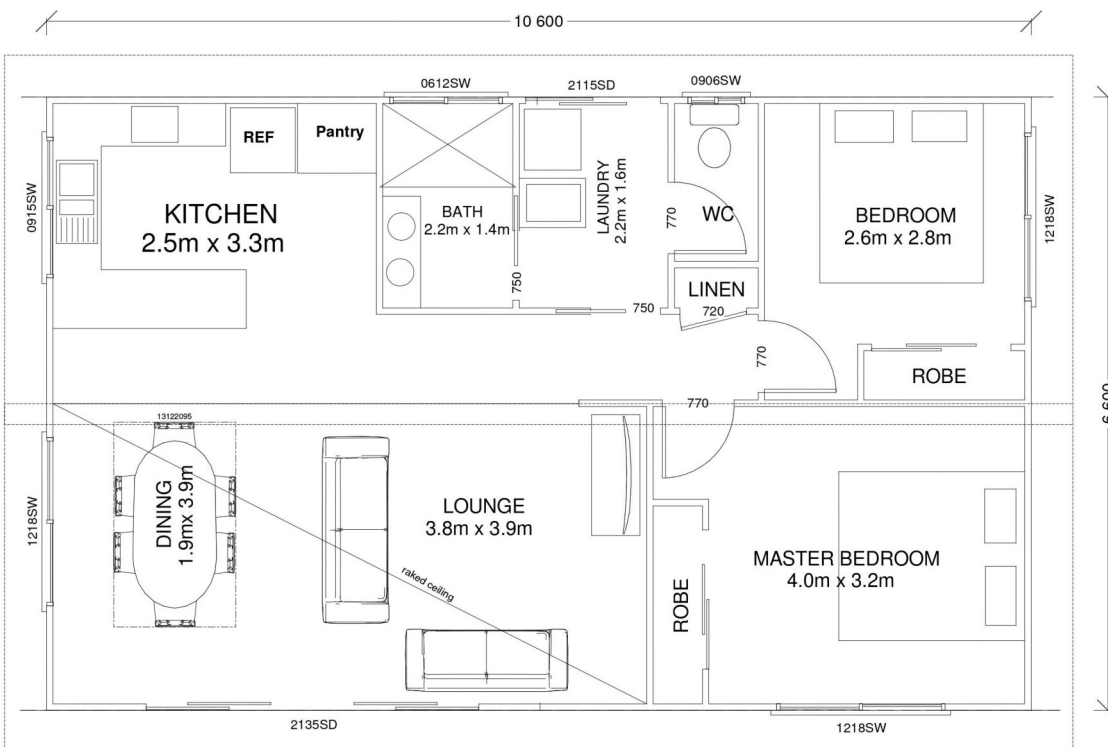 10 600
0612SW
2115SD
0906SW
REF
Pantry
0915SW
KITCHEN
2.5m x 3.3m
BATH
2.2m x 1.4m
750
LAUNDRY
2.2m x 1.6m
770
WC
BEDROOM
2.6m x 2.8m
1218SW
LINEN
720
750
770
ROBE
770
6 600
13122095
DINING
1.9mx 3.9m
1218SW
LOUNGE
3.8m x 3.9m
raked ceiling
MASTER BEDROOM
4.0m x 3.2m
ROBE
2135SD
1218SW